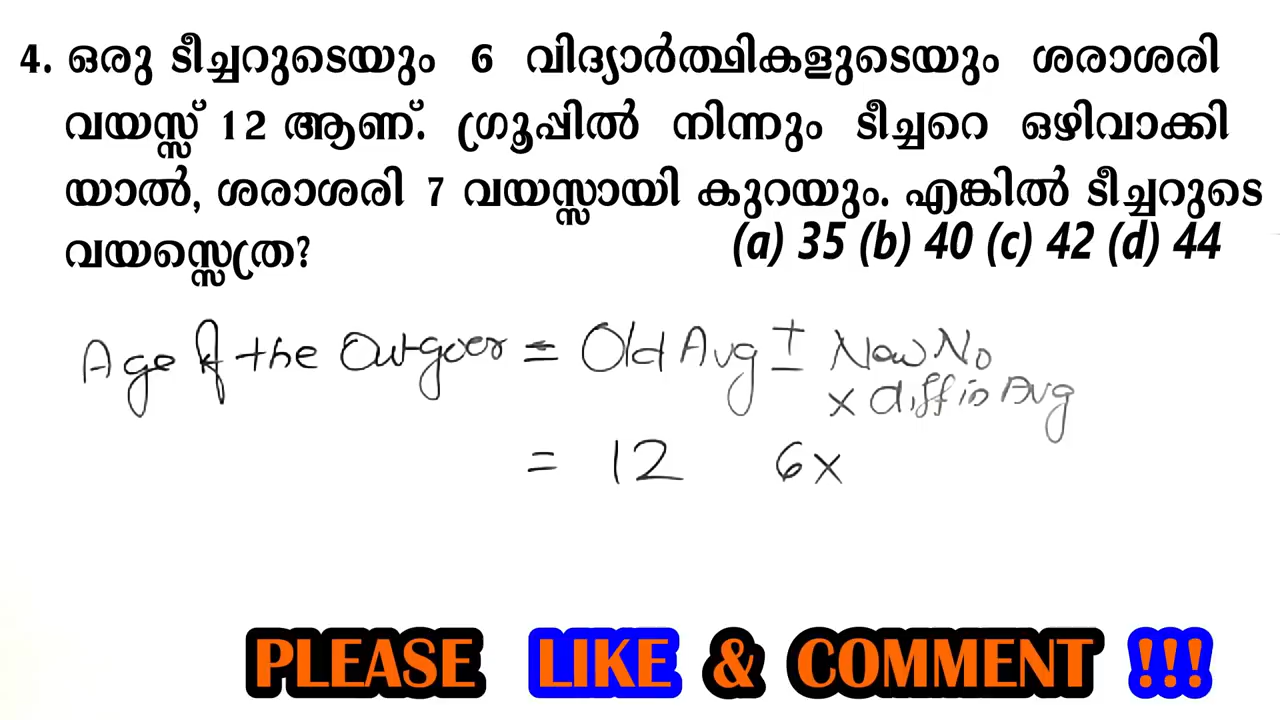 4. ഒരു ടീച്ചറുടെയും 6 വിദ്യാർത്ഥികളുടെയും ശരാശരി
വയസ്സ് 12 ആണ്. ഗ്രൂപ്പിൽ നിന്നും ടീച്ചറെ ഒഴിവാക്കി
യാൽ, ശരാശരി 7 വയസ്സായി കുറയും. എങ്കിൽ ടീച്ചറുടെ
വയസ്സെത്ര? (a) 35 (b) 40 (c) 42 (d) 44
Age of the Outgoer = Old Avg ± New No
x diff in Avg
= 12 6x
PLEASE LIKE & COMMENT !!!